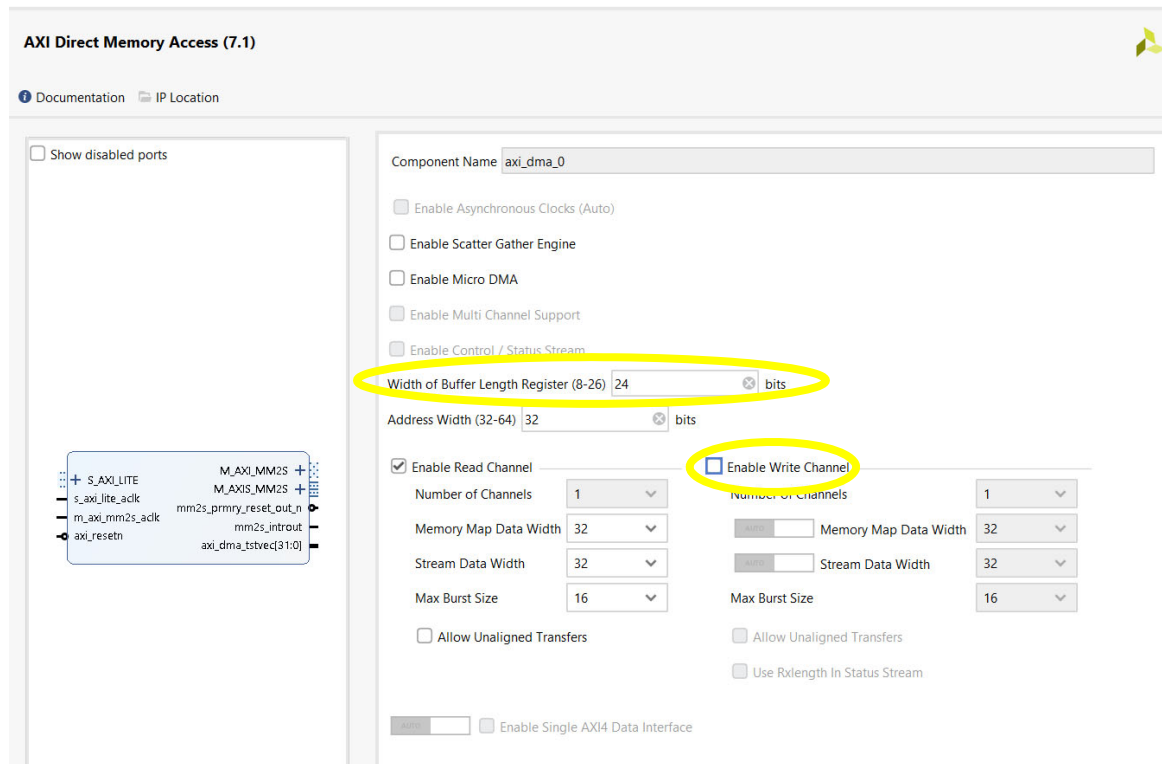 AXI Direct Memory Access (7.1)
Documentation IP Location
Show disabled ports
Component Name axi_dma_0
Enable Asynchronous Clocks (Auto)
Enable Scatter Gather Engine
Enable Micro DMA
Enable Multi Channel Support
Enable Control / Status Stream
Width of Buffer Length Register (8-26) 24 bits
Address Width (32-64) 32 bits
Enable Read Channel
Number of Channels 1
Memory Map Data Width 32
Stream Data Width 32
Max Burst Size 16
Allow Unaligned Transfers
Enable Write Channel
Number of Channels 1
AUTO Memory Map Data Width 32
AUTO Stream Data Width 32
Max Burst Size 16
Allow Unaligned Transfers
Use Rxlength In Status Stream
AUTO Enable Single AXI4 Data Interface
S_AXI_LITE
s_axi_lite_aclk
m_axi_mm2s_aclk
axi_resetn
M_AXI_MM2S
M_AXIS_MM2S
mm2s_prmry_reset_out_n
mm2s_introut
axi_dma_tstvec[31:0]